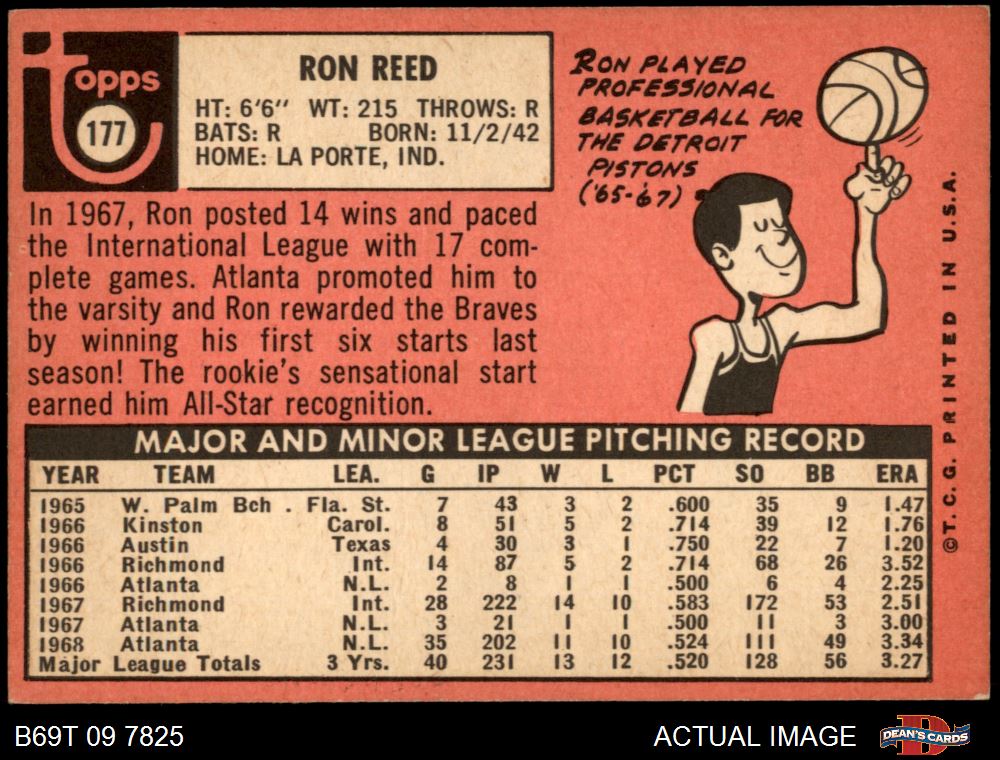 topps
177
RON REED
HT: 6'6" WT: 215 THROWS: R
BATS: R BORN: 11/2/42
HOME: LA PORTE, IND.
RON PLAYED
PROFESSIONAL
BASKETBALL FOR
THE DETROIT
PISTONS
('65-'67)
In 1967, Ron posted 14 wins and paced
the International League with 17 com-
plete games. Atlanta promoted him to
the varsity and Ron rewarded the Braves
by winning his first six starts last
season! The rookie's sensational start
earned him All-Star recognition.
MAJOR AND MINOR LEAGUE PITCHING RECORD
YEAR TEAM LEA. G IP W L PCT SO BB ERA
1965 W. Palm Bch . Fla. St. 7 43 3 2 .600 35 9 1.47
1966 Kinston Carol. 8 51 5 2 .714 39 12 1.76
1966 Austin Texas 4 30 3 1 .750 22 7 1.20
1966 Richmond Int. 14 87 5 2 .714 68 26 3.52
1966 Atlanta N.L. 2 8 1 1 .500 6 4 2.25
1967 Richmond Int. 28 222 14 10 .583 172 53 2.51
1967 Atlanta N.L. 3 21 1 1 .500 11 3 3.00
1968 Atlanta N.L. 35 202 11 10 .524 111 49 3.34
Major League Totals 3 Yrs. 40 231 13 12 .520 128 56 3.27
©T.C.G. PRINTED IN U.S.A.
B69T 09 7825 ACTUAL IMAGE
D
DEAN'S CARDS